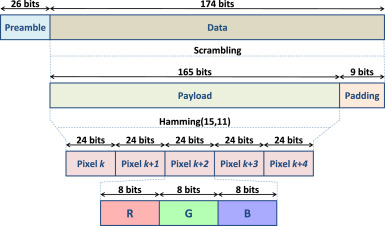 26 bits 174 bits
Preamble Data
Scrambling
165 bits 9 bits
Payload Padding
Hamming(15,11)
24 bits 24 bits 24 bits 24 bits 24 bits
Pixel k Pixel k+1 Pixel k+2 Pixel k+3 Pixel k+4
8 bits 8 bits 8 bits
R G B